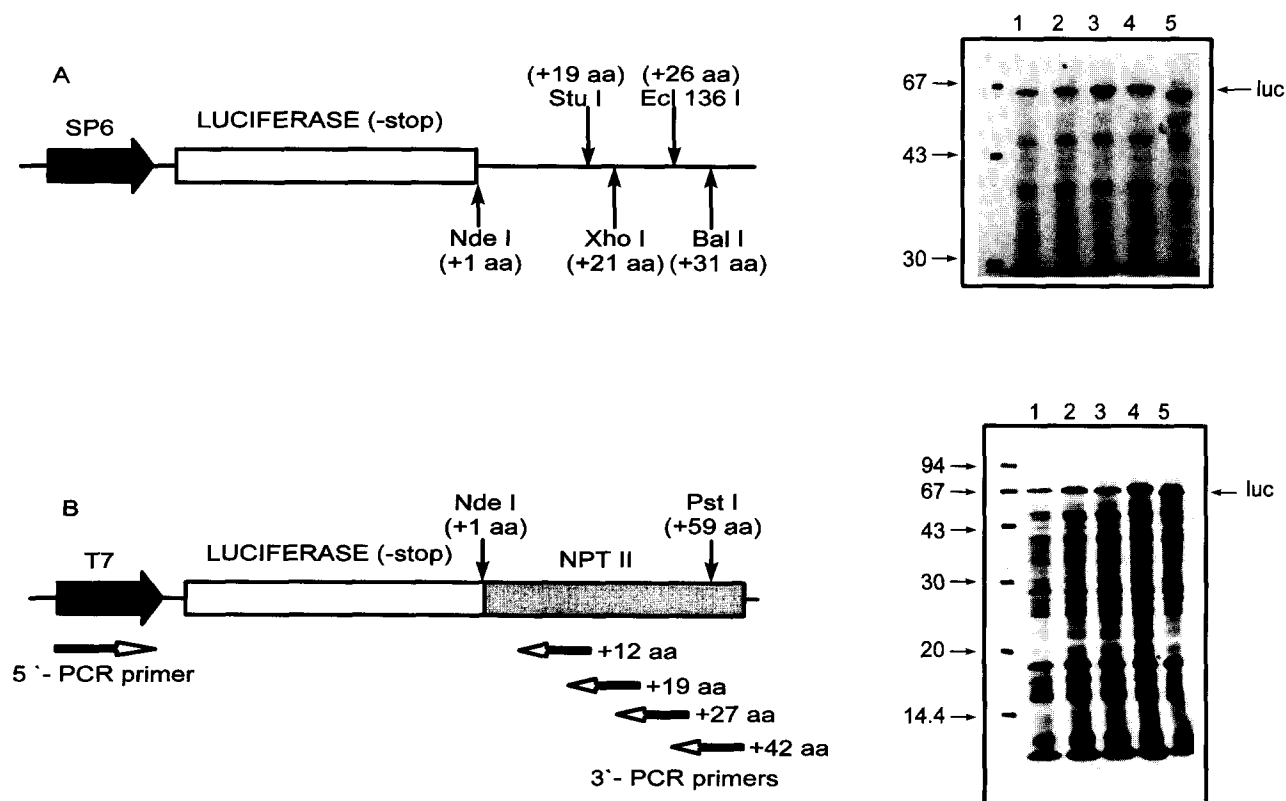 A
SP6
LUCIFERASE (-stop)
(+19 aa)
Stu I
(+26 aa)
Ecl 136 I
Nde I
(+1 aa)
Xho I
(+21 aa)
Bal I
(+31 aa)
1 2 3 4 5
67
luc
43
30
B
T7
LUCIFERASE (-stop)
Nde I
(+1 aa)
NPT II
Pst I
(+59 aa)
5 `- PCR primer
+12 aa
+19 aa
+27 aa
+42 aa
3`- PCR primers
1 2 3 4 5
94
67
luc
43
30
20
14.4